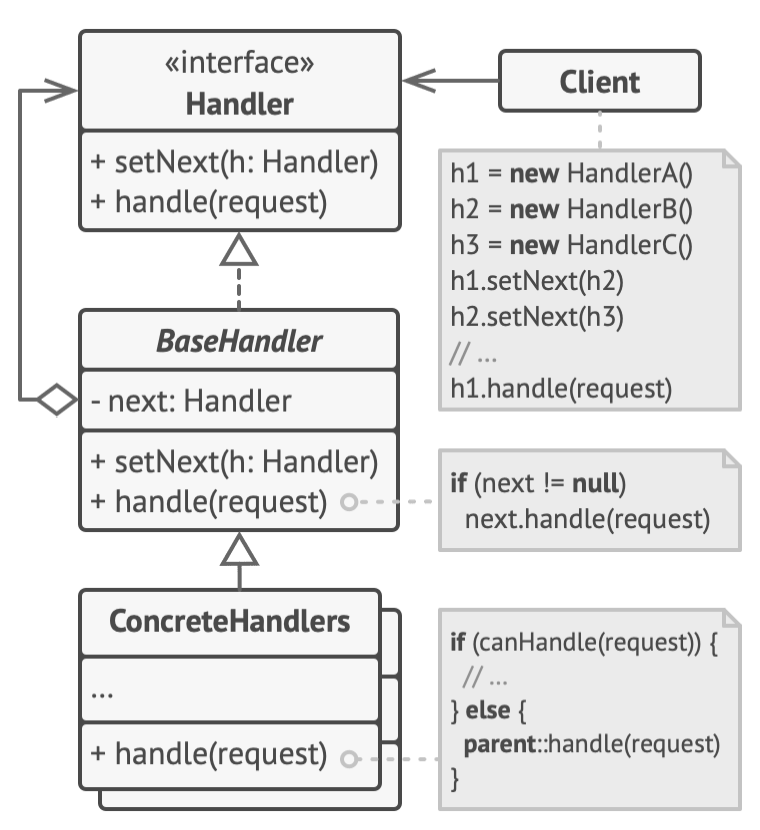 «interface»
Handler
+ setNext(h: Handler)
+ handle(request)
Client
h1 = new HandlerA()
h2 = new HandlerB()
h3 = new HandlerC()
h1.setNext(h2)
h2.setNext(h3)
// ...
h1.handle(request)
BaseHandler
- next: Handler
+ setNext(h: Handler)
+ handle(request)
if (next != null)
next.handle(request)
ConcreteHandlers
...
+ handle(request)
if (canHandle(request)) {
// ...
} else {
parent::handle(request)
}